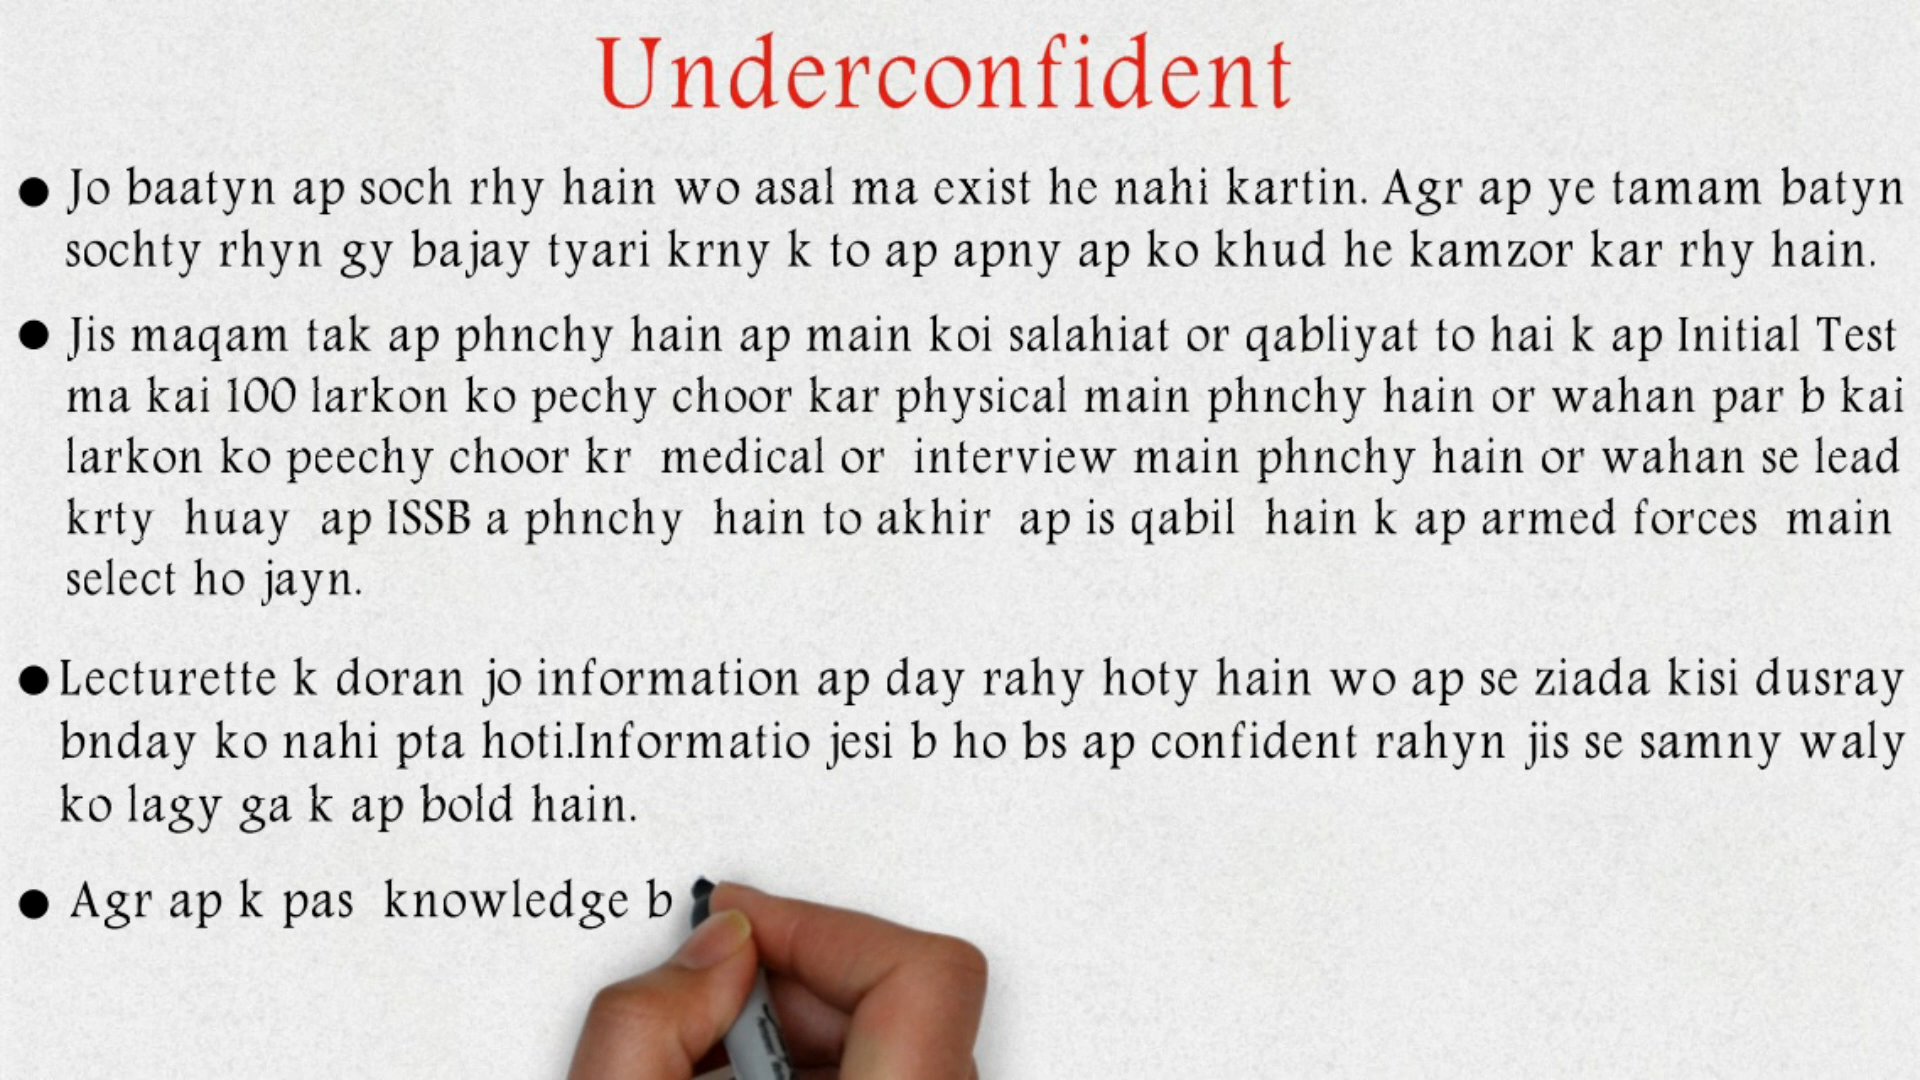 Underconfident
● Jo baatyn ap soch rhy hain wo asal ma exist he nahi kartin. Agr ap ye tamam batyn
sochty rhyn gy bajay tyari krny k to ap apny ap ko khud he kamzor kar rhy hain.
● Jis maqam tak ap phnchy hain ap main koi salahiat or qabliyat to hai k ap Initial Test
ma kai 100 larkon ko pechy choor kar physical main phnchy hain or wahan par b kai
larkon ko peechy choor kr medical or interview main phnchy hain or wahan se lead
krty huay ap ISSB a phnchy hain to akhir ap is qabil hain k ap armed forces main
select ho jayn.
● Lecturette k doran jo information ap day rahy hoty hain wo ap se ziada kisi dusray
bnday ko nahi pta hoti.Informatio jesi b ho bs ap confident rahyn jis se samny waly
ko lagy ga k ap bold hain.
● Agr ap k pas knowledge b